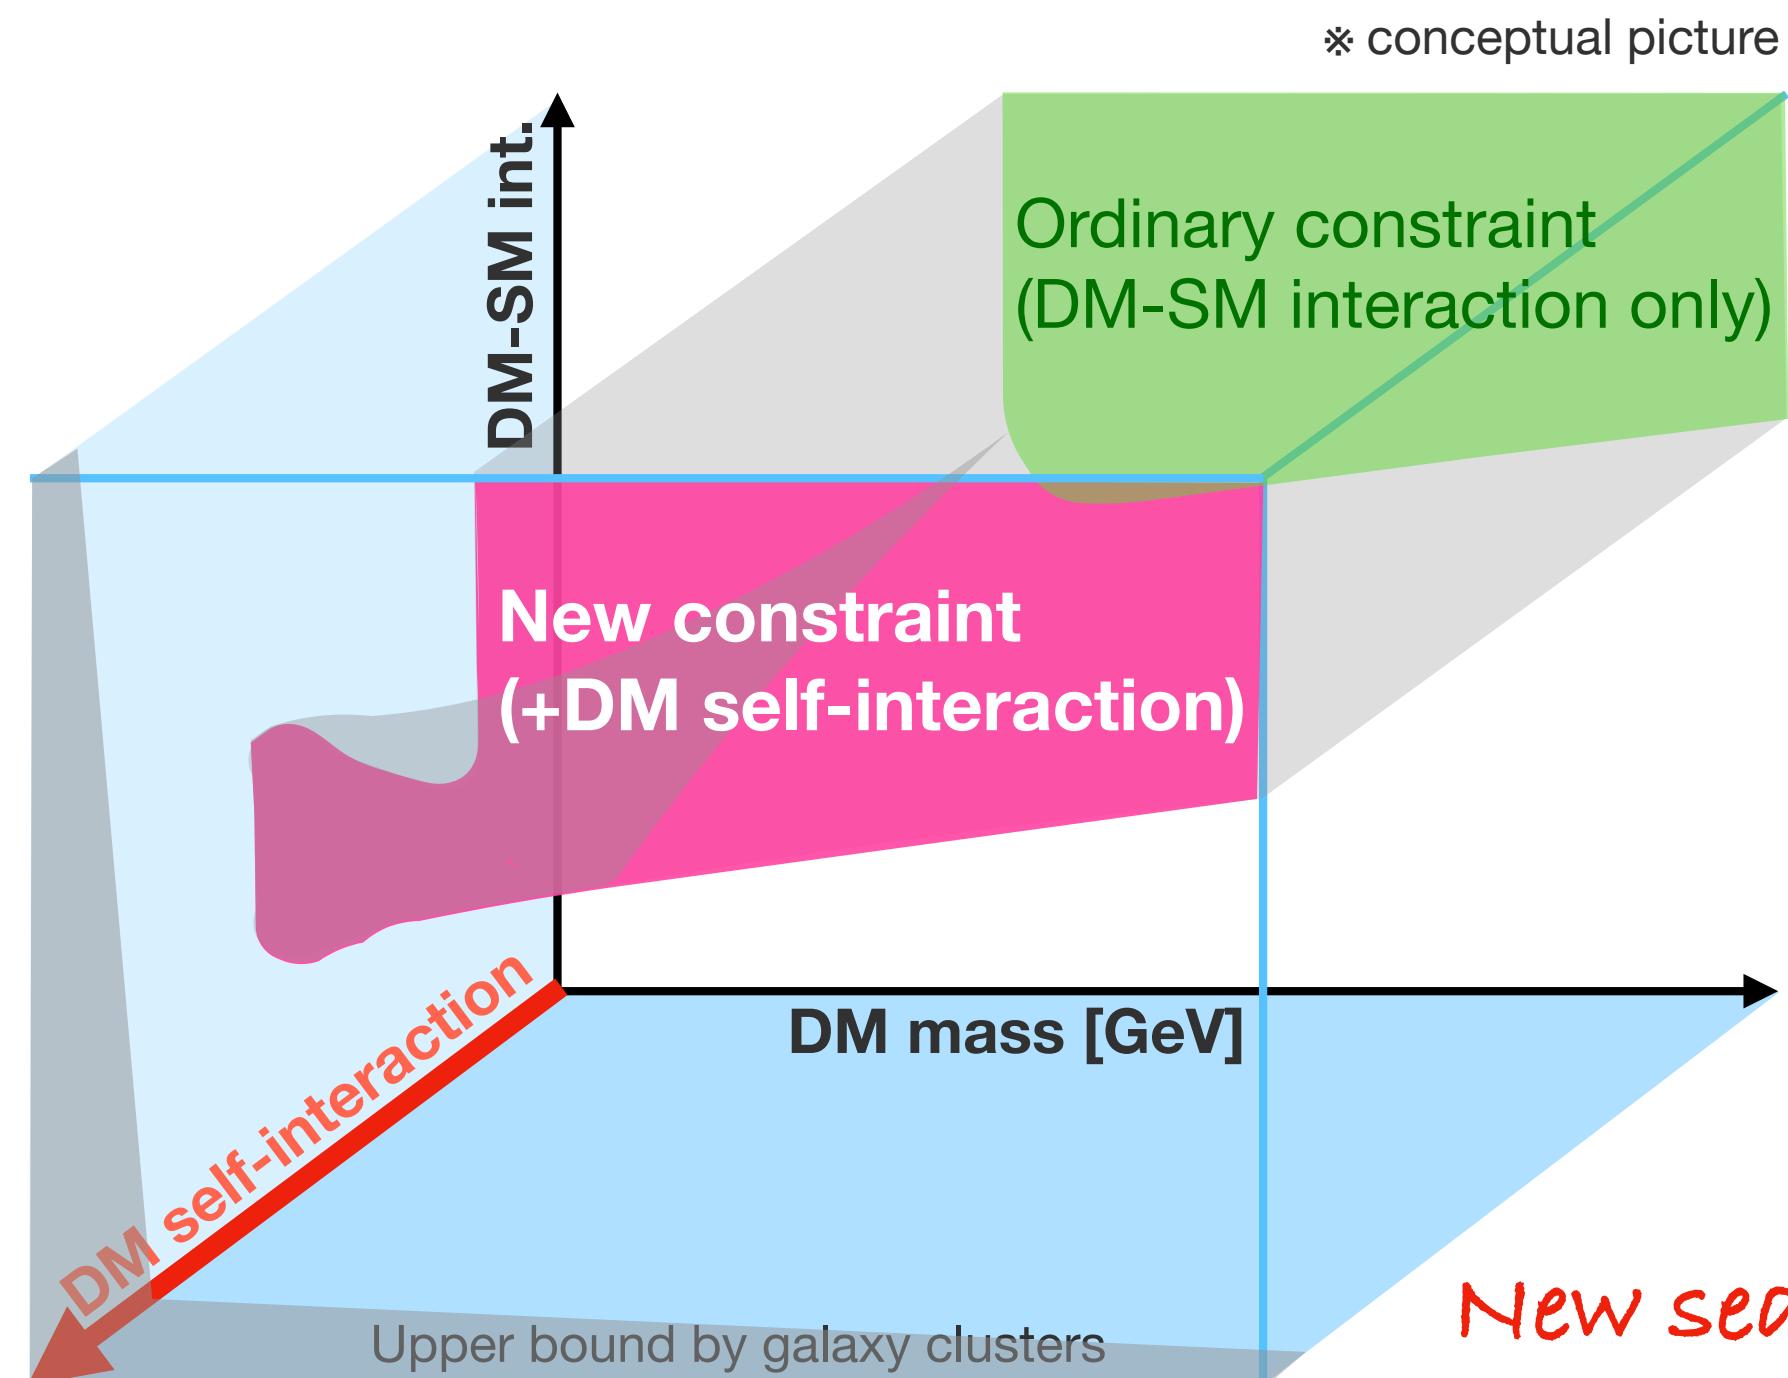 ※ conceptual picture
DM-SM int.
Ordinary constraint
(DM-SM interaction only)
New constraint
(+DM self-interaction)
DM mass [GeV]
DM self-interaction
Upper bound by galaxy clusters
New